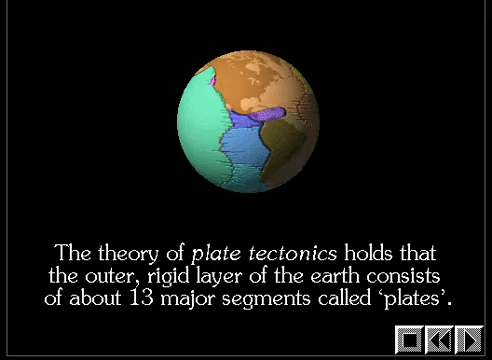 The theory of plate tectonics holds that
the outer, rigid layer of the earth consists
of about 13 major segments called ‘plates’.